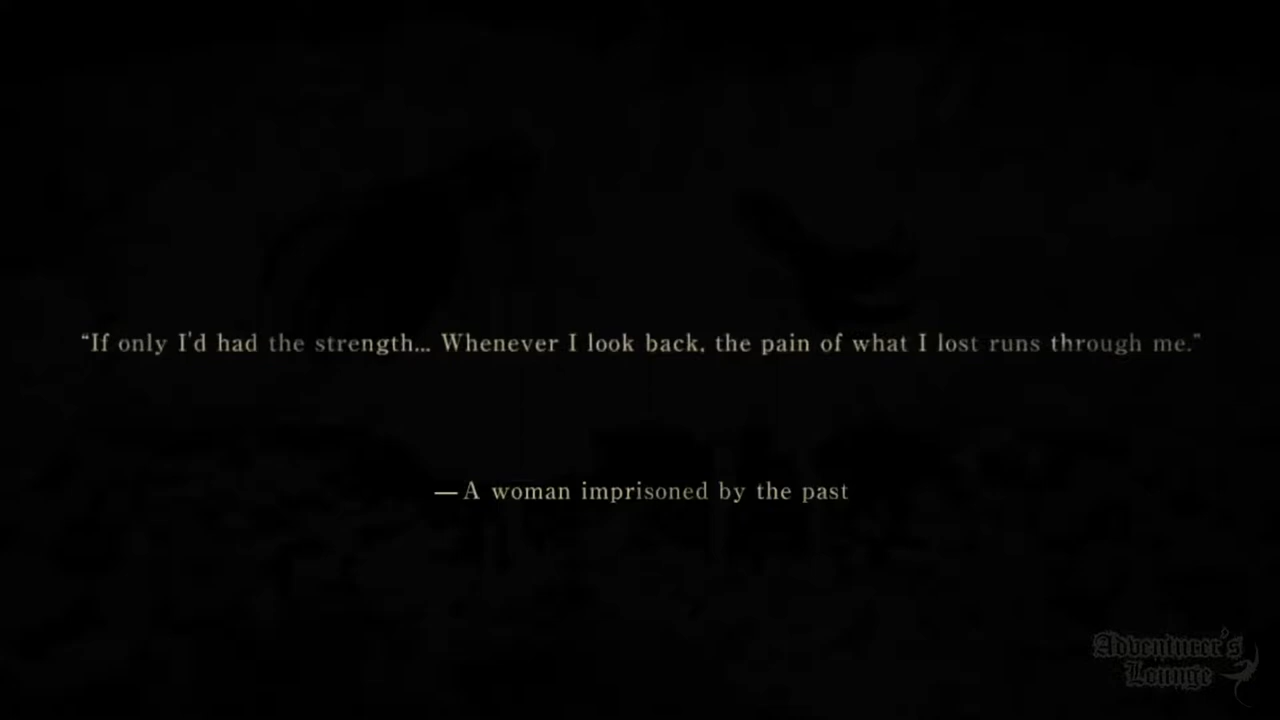 “If only I'd had the strength... Whenever I look back, the pain of what I lost runs through me.”
— A woman imprisoned by the past
Adventurer's
Lounge